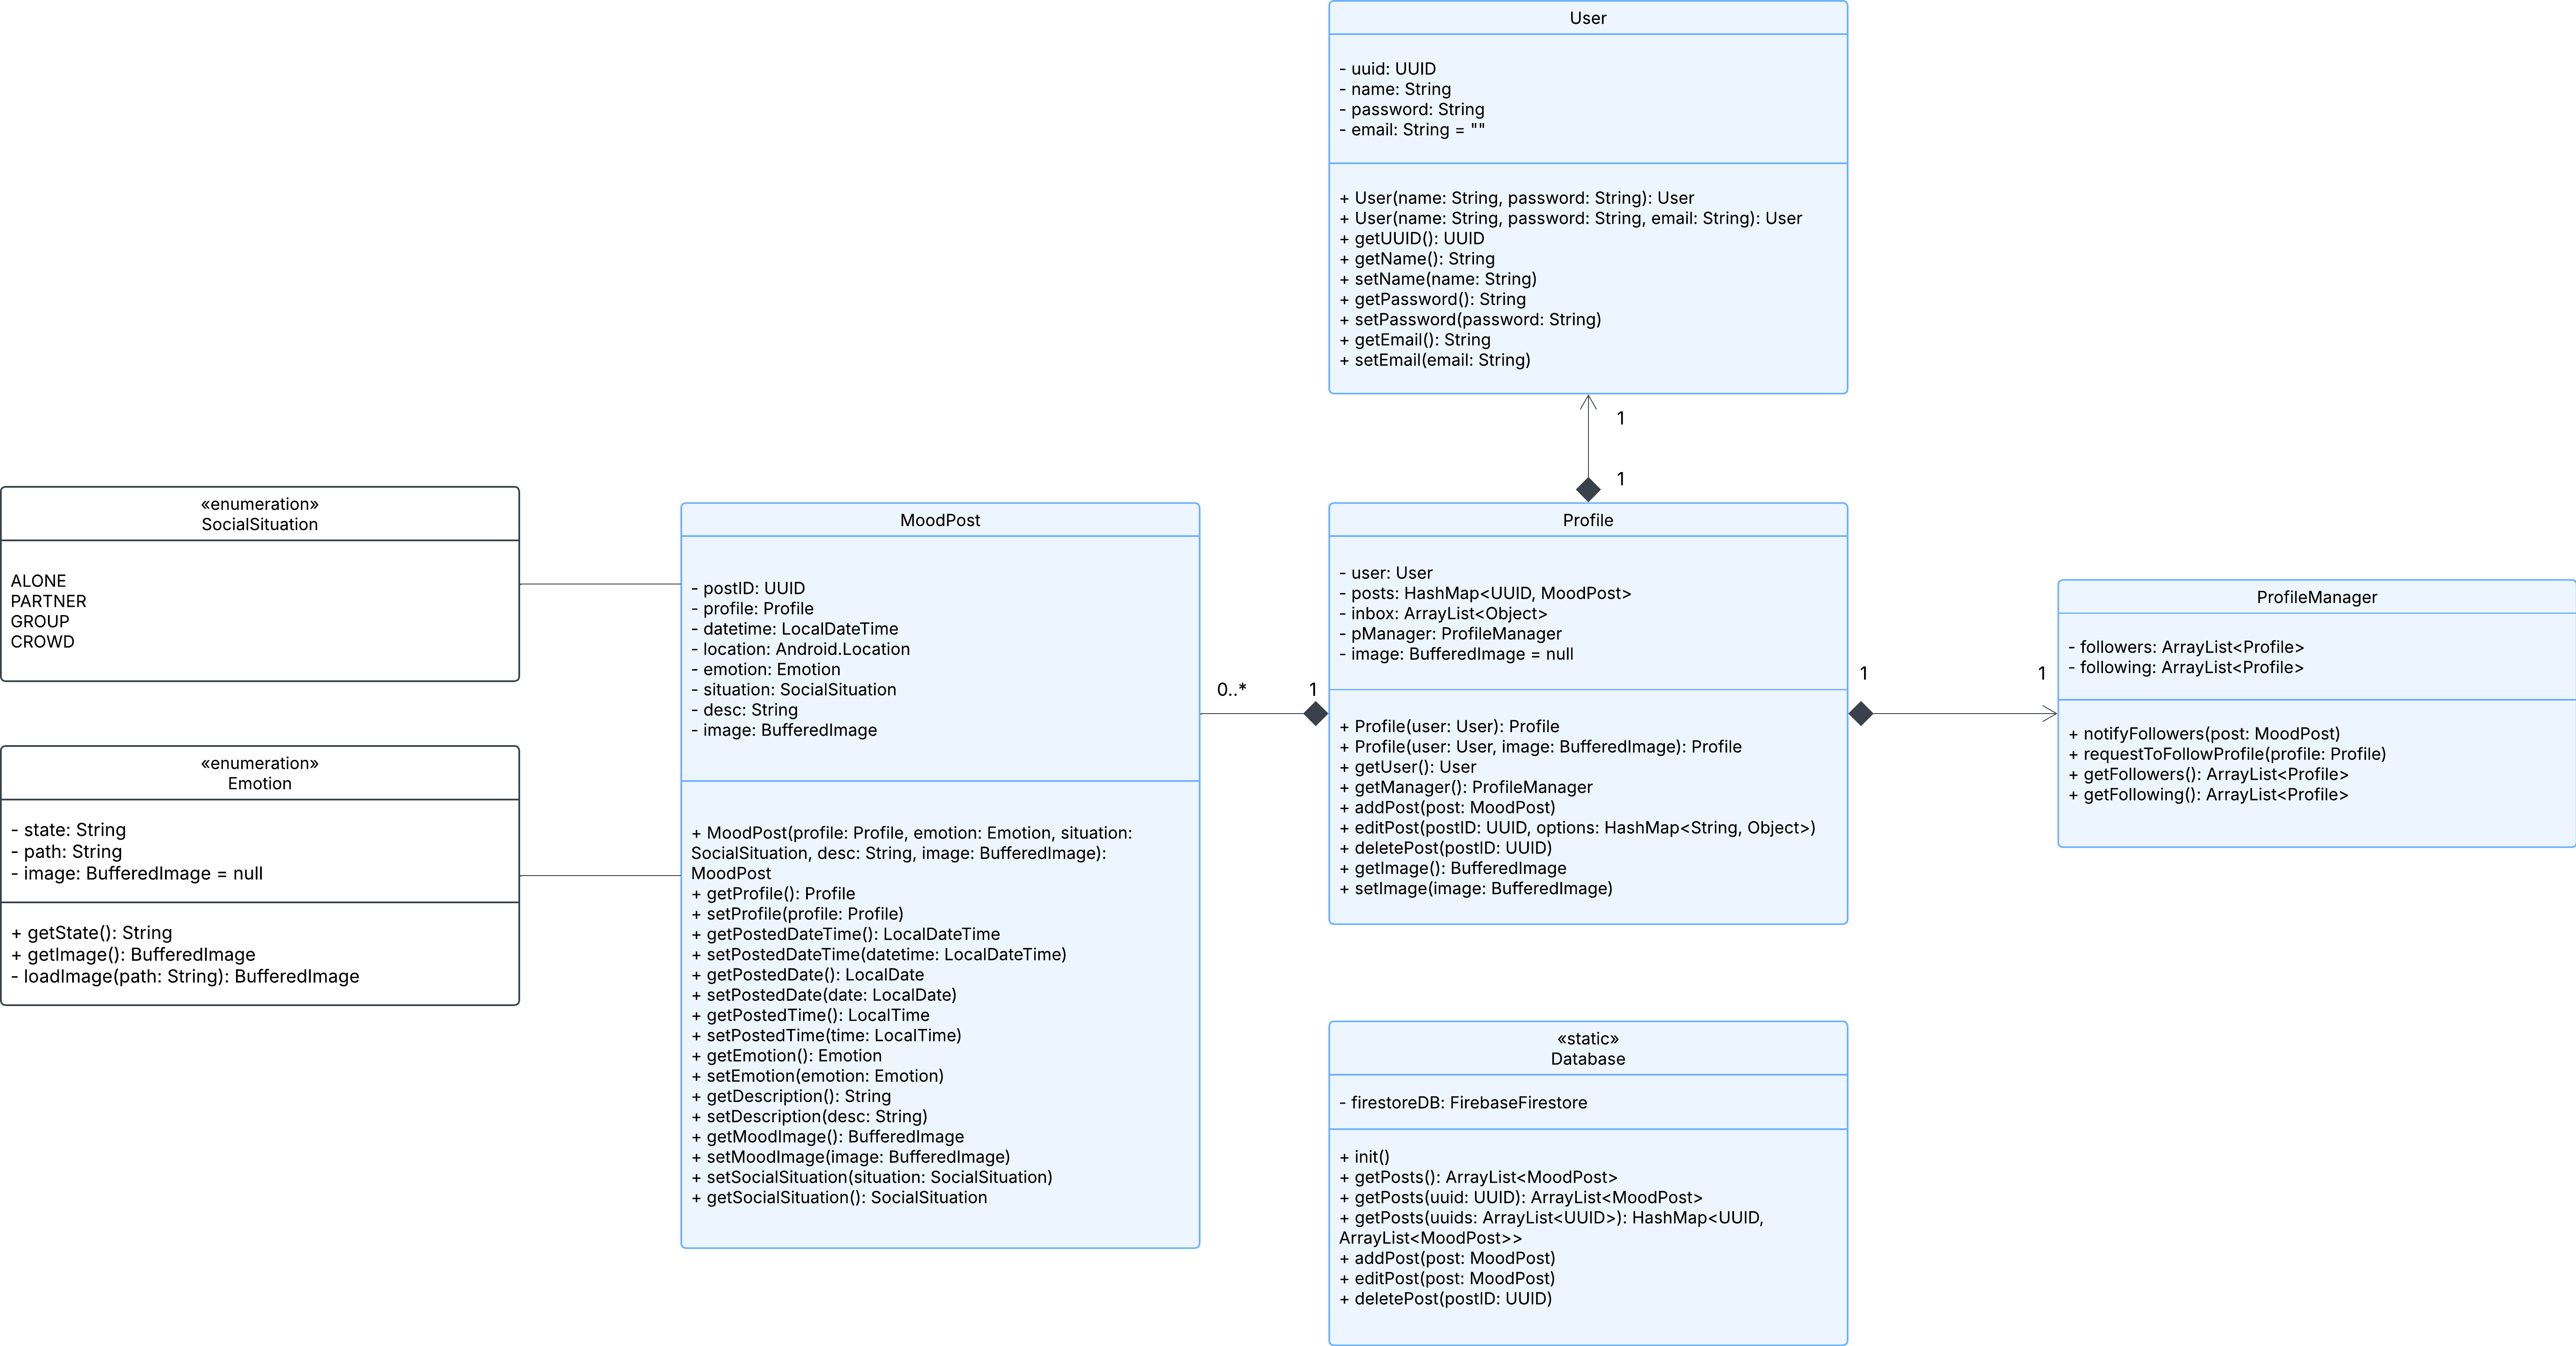 User
- uuid: UUID
- name: String
- password: String
- email: String = ""
+ User(name: String, password: String): User
+ User(name: String, password: String, email: String): User
+ getUUID(): UUID
+ getName(): String
+ setName(name: String)
+ getPassword(): String
+ setPassword(password: String)
+ getEmail(): String
+ setEmail(email: String)
1
1
«enumeration»
SocialSituation
ALONE
PARTNER
GROUP
CROWD
«enumeration»
Emotion
- state: String
- path: String
- image: BufferedImage = null
+ getState(): String
+ getImage(): BufferedImage
- loadImage(path: String): BufferedImage
MoodPost
- postID: UUID
- profile: Profile
- datetime: LocalDateTime
- location: Android.Location
- emotion: Emotion
- situation: SocialSituation
- desc: String
- image: BufferedImage
+ MoodPost(profile: Profile, emotion: Emotion, situation:
SocialSituation, desc: String, image: BufferedImage):
MoodPost
+ getProfile(): Profile
+ setProfile(profile: Profile)
+ getPostedDateTime(): LocalDateTime
+ setPostedDateTime(datetime: LocalDateTime)
+ getPostedDate(): LocalDate
+ setPostedDate(date: LocalDate)
+ getPostedTime(): LocalTime
+ setPostedTime(time: LocalTime)
+ getEmotion(): Emotion
+ setEmotion(emotion: Emotion)
+ getDescription(): String
+ setDescription(desc: String)
+ getMoodImage(): BufferedImage
+ setMoodImage(image: BufferedImage)
+ setSocialSituation(situation: SocialSituation)
+ getSocialSituation(): SocialSituation
0..*
1
Profile
- user: User
- posts: HashMap<UUID, MoodPost>
- inbox: ArrayList<Object>
- pManager: ProfileManager
- image: BufferedImage = null
+ Profile(user: User): Profile
+ Profile(user: User, image: BufferedImage): Profile
+ getUser(): User
+ getManager(): ProfileManager
+ addPost(post: MoodPost)
+ editPost(postID: UUID, options: HashMap<String, Object>)
+ deletePost(postID: UUID)
+ getImage(): BufferedImage
+ setImage(image: BufferedImage)
1
1
ProfileManager
- followers: ArrayList<Profile>
- following: ArrayList<Profile>
+ notifyFollowers(post: MoodPost)
+ requestToFollowProfile(profile: Profile)
+ getFollowers(): ArrayList<Profile>
+ getFollowing(): ArrayList<Profile>
«static»
Database
- firestoreDB: FirebaseFirestore
+ init()
+ getPosts(): ArrayList<MoodPost>
+ getPosts(uuid: UUID): ArrayList<MoodPost>
+ getPosts(uuids: ArrayList<UUID>): HashMap<UUID,
ArrayList<MoodPost>>
+ addPost(post: MoodPost)
+ editPost(post: MoodPost)
+ deletePost(postID: UUID)